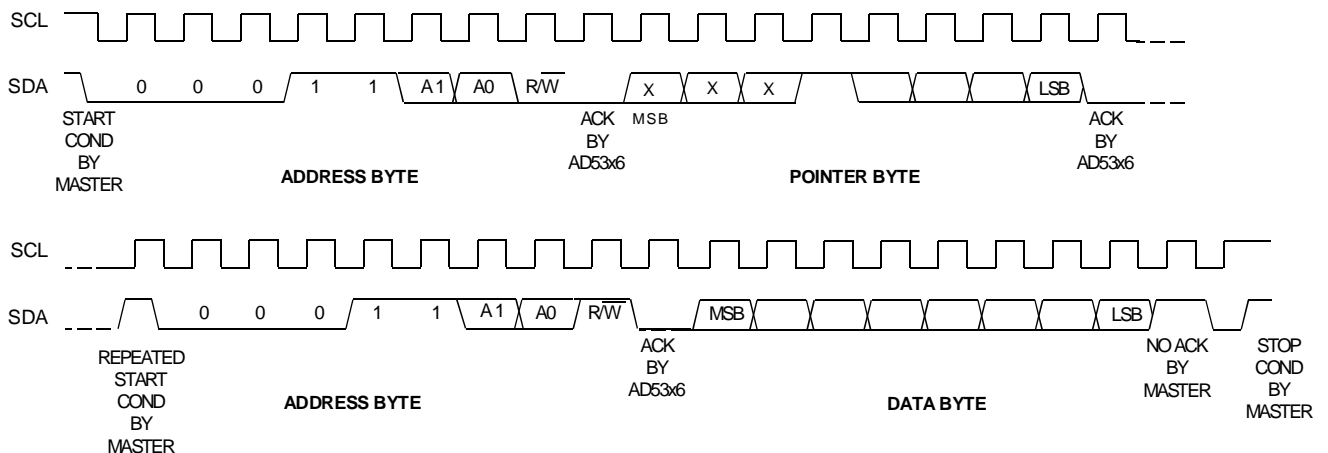 SCL
SDA 0 0 0 1 1 A1 A0 R/W X X X LSB
START COND BY MASTER
ACK BY AD53x6
MSB
ACK BY AD53x6
ADDRESS BYTE
POINTER BYTE
SCL
SDA 0 0 0 1 1 A1 A0 R/W MSB LSB
REPEATED START COND BY MASTER
ACK BY AD53x6
NO ACK BY MASTER
STOP COND BY MASTER
ADDRESS BYTE
DATA BYTE